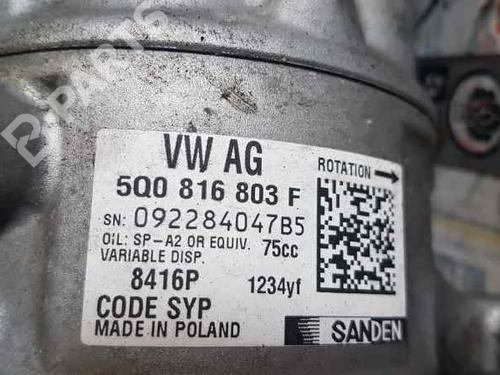 B-PARTS
VW AG
ROTATION
5Q0 816 803 F
SN: 092284047B5
OIL: SP-A2 OR EQUIV. 75cc
VARIABLE DISP.
8416P 1234yf
CODE SYP
MADE IN POLAND
SANDEN